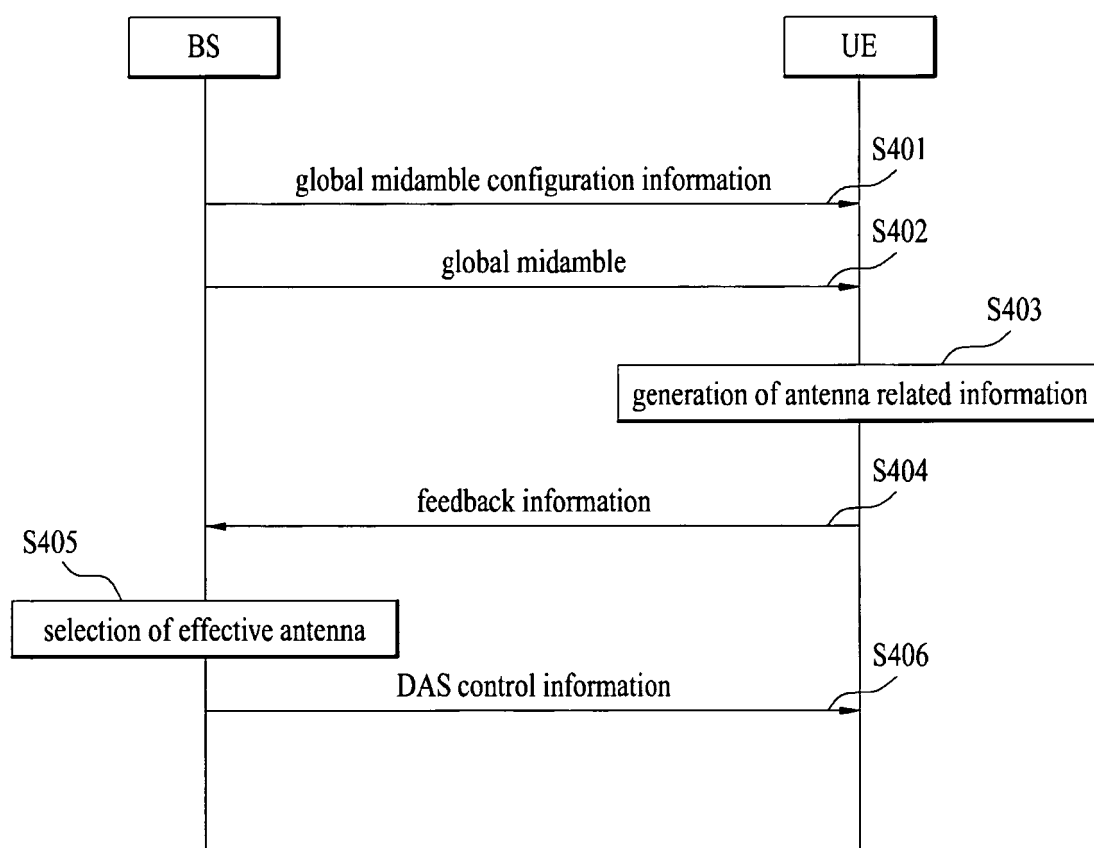 BS
UE
S401
global midamble configuration information
S402
global midamble
S403
generation of antenna related information
S404
feedback information
S405
selection of effective antenna
S406
DAS control information